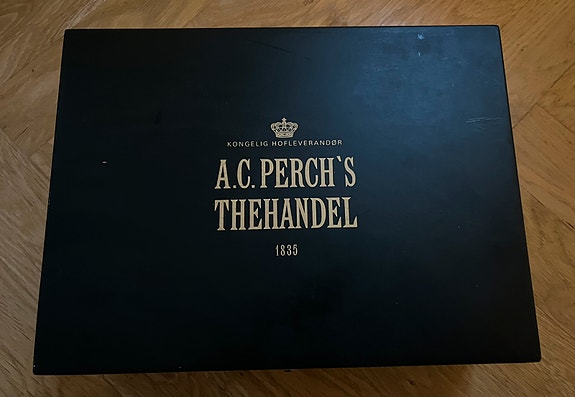 KONGELIG HOFLEVERANDØR
A.C. PERCH`S
THEHANDEL
1835